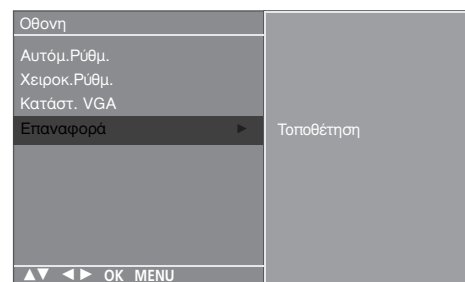 Οθονη
Αυτόμ.Ρύθμ.
Χειροκ.Ρύθμ.
Κατάστ. VGA
Επαναφορά ►
Τοποθέτηση
▲▼ ◄► OK MENU